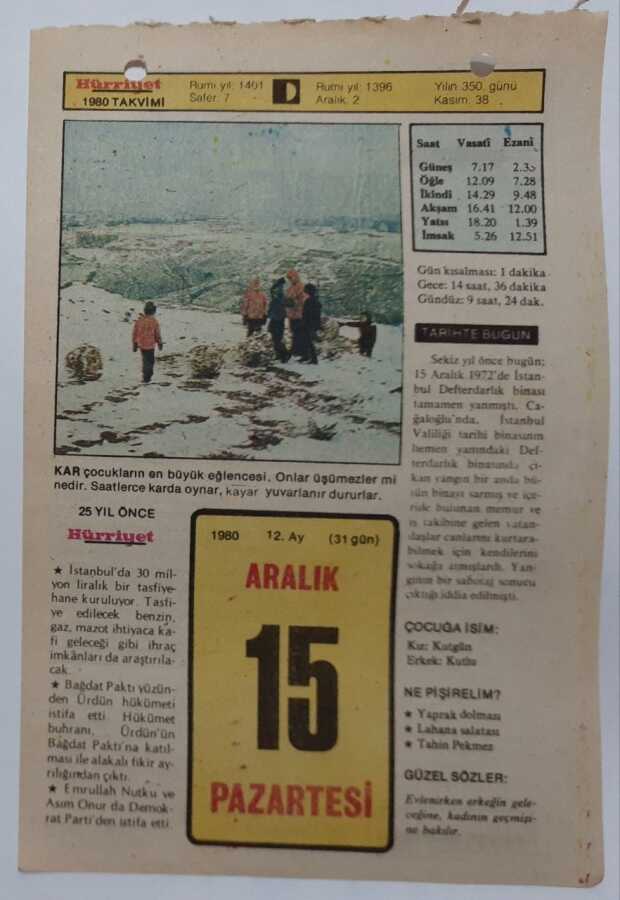 Hürriyet
1980 TAKVİMİ
Rumi yıl: 1401
Safer: 7
Rumi yıl: 1396
Aralık: 2
Yılın 350. günü
Kasım: 38
Saat Vasatî Ezanî
Güneş 7.17
Öğle 12.09 7.28
İkindi 14.29 9.48
Akşam 16.41 12.00
Yatsı 18.20 1.39
İmsak 5.26 12.51
Gün kısalması: 1 dakika
Gece: 14 saat, 36 dakika
Gündüz: 9 saat, 24 dak.
TARİHTE BUGÜN
Sekiz yıl önce bugün;
15 Aralık 1972'de İstan-
bul Defterdarlık binası
tamamen yanmıştı. Ca-
ğaloğlu'nda, İstanbul
Valiliği tarihi binasının
hemen yanındaki Def-
terdarlık binasında çı-
kan yangın bir anda bü-
tün binayı sarmış ve içe-
ride bulunan memur ve
iş takibine gelen vatan-
daşlar canlarını kurtara-
bilmek için kendilerini
sokağa atmışlardı. Yan-
gının bir sabotaj sonucu
çıktığı iddia edilmişti.
ÇOCUĞA İSİM:
Kız: Kutgün
Erkek: Kutlu
NE PİŞİRELİM?
★ Yaprak dolması
★ Lahana salatası
★ Tahin Pekmez
GÜZEL SÖZLER:
Evlenirken erkeğin gele-
ceğine, kadının geçmişi-
ne bakılır.
KAR çocukların en büyük eğlencesi. Onlar üşümezler mi
nedir. Saatlerce karda oynar, kayar yuvarlanır dururlar.
25 YIL ÖNCE
Hürriyet
★ İstanbul'da 30 mil-
yon liralık bir tasfiye-
hane kuruluyor. Tasfi-
ye edilecek benzin,
gaz, mazot ihtiyaca kâ-
fi geleceği gibi ihraç
imkânları da araştırıla-
cak.
★ Bağdat Paktı yüzün-
den Ürdün hükümeti
istifa etti. Hükümet
buhranı, Ürdün'ün
Bağdat Paktı'na katıl-
ması ile alakalı fikir ay-
rılığından çıktı.
★ Emrullah Nutku ve
Asım Onur da Demok-
rat Parti'den istifa etti.
1980 12. Ay (31 gün)
ARALIK
15
PAZARTESİ